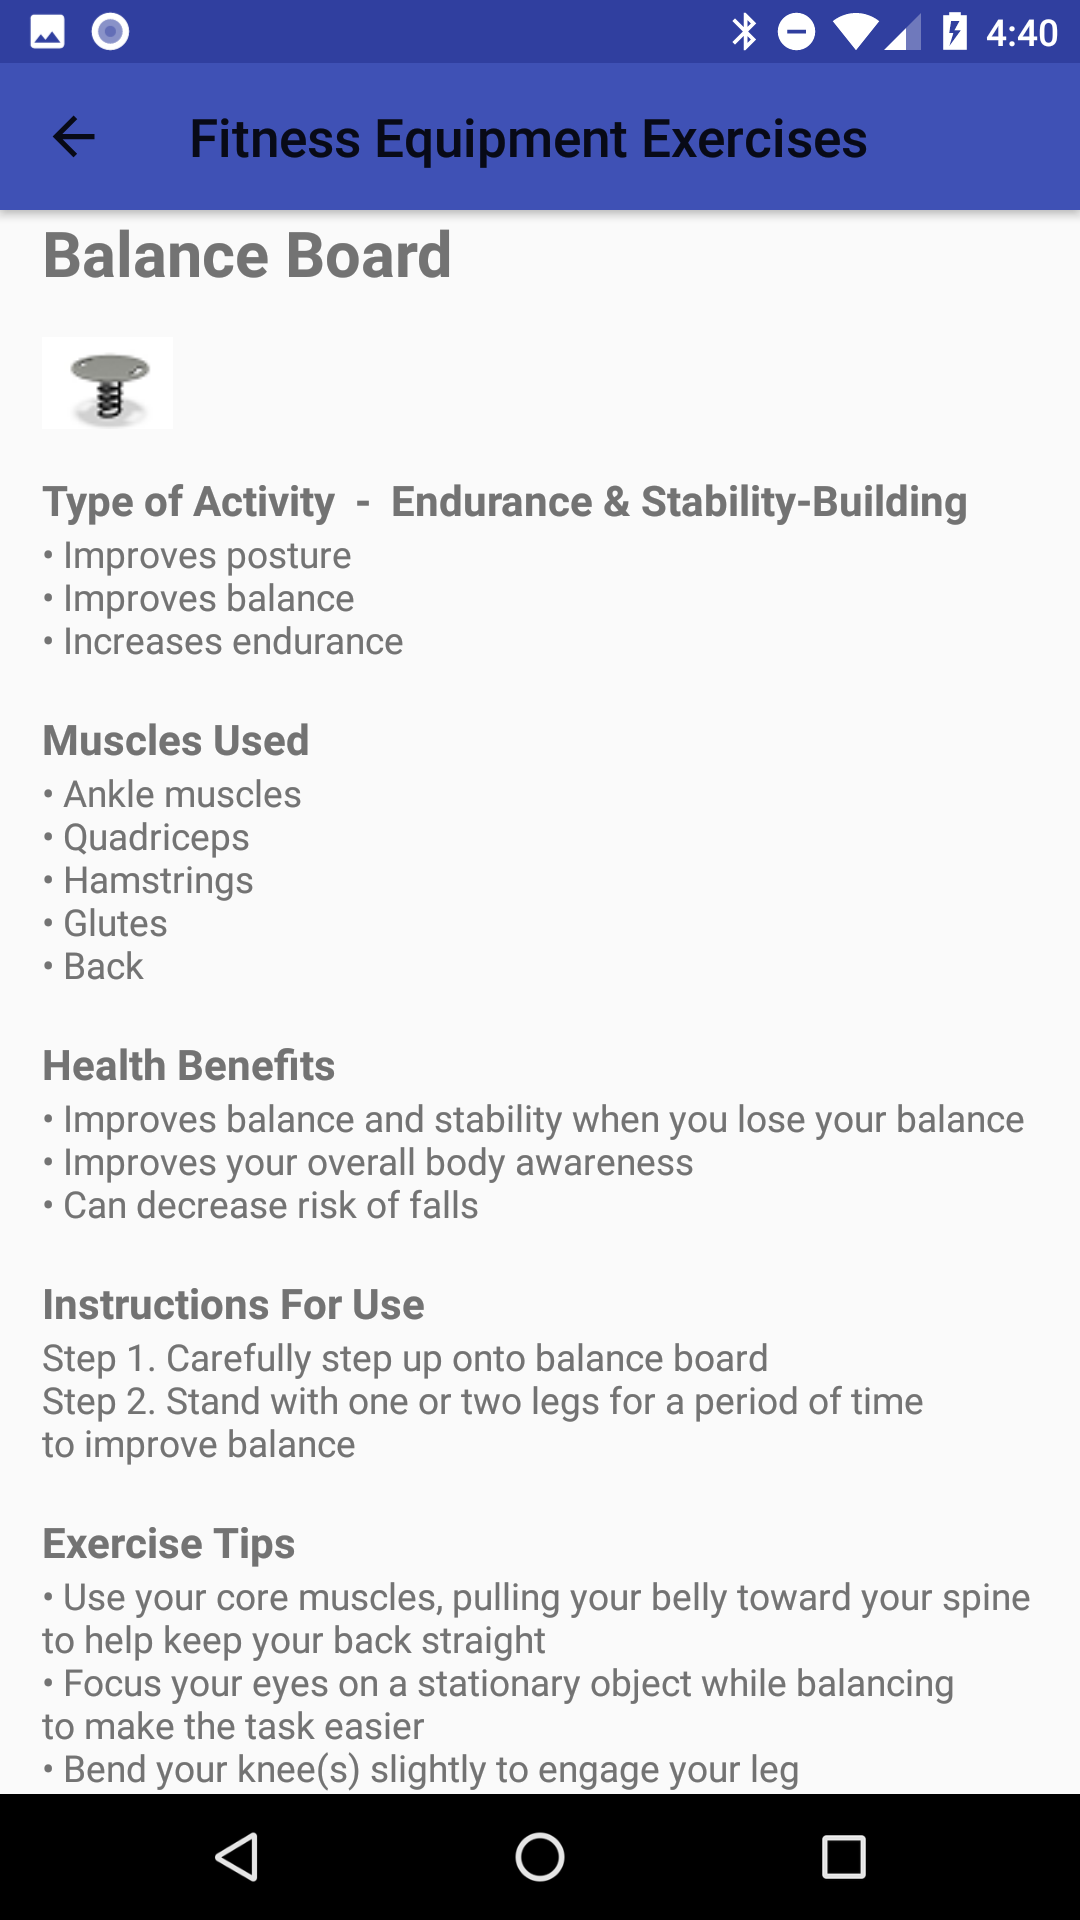 4:40
Fitness Equipment Exercises
Balance Board
Type of Activity - Endurance & Stability-Building
• Improves posture
• Improves balance
• Increases endurance
Muscles Used
• Ankle muscles
• Quadriceps
• Hamstrings
• Glutes
• Back
Health Benefits
• Improves balance and stability when you lose your balance
• Improves your overall body awareness
• Can decrease risk of falls
Instructions For Use
Step 1. Carefully step up onto balance board
Step 2. Stand with one or two legs for a period of time
to improve balance
Exercise Tips
• Use your core muscles, pulling your belly toward your spine
to help keep your back straight
• Focus your eyes on a stationary object while balancing
to make the task easier
• Bend your knee(s) slightly to engage your leg